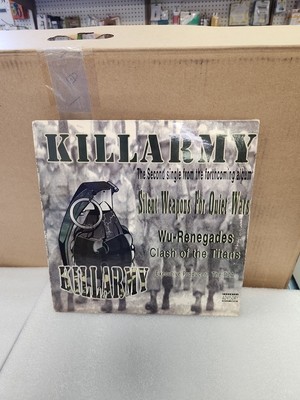 KILLARMY
The Second single from the forthcoming album
Silent Weapons For Quiet Wars
Wu-Renegades
Clash of the Titans
KILLARMY